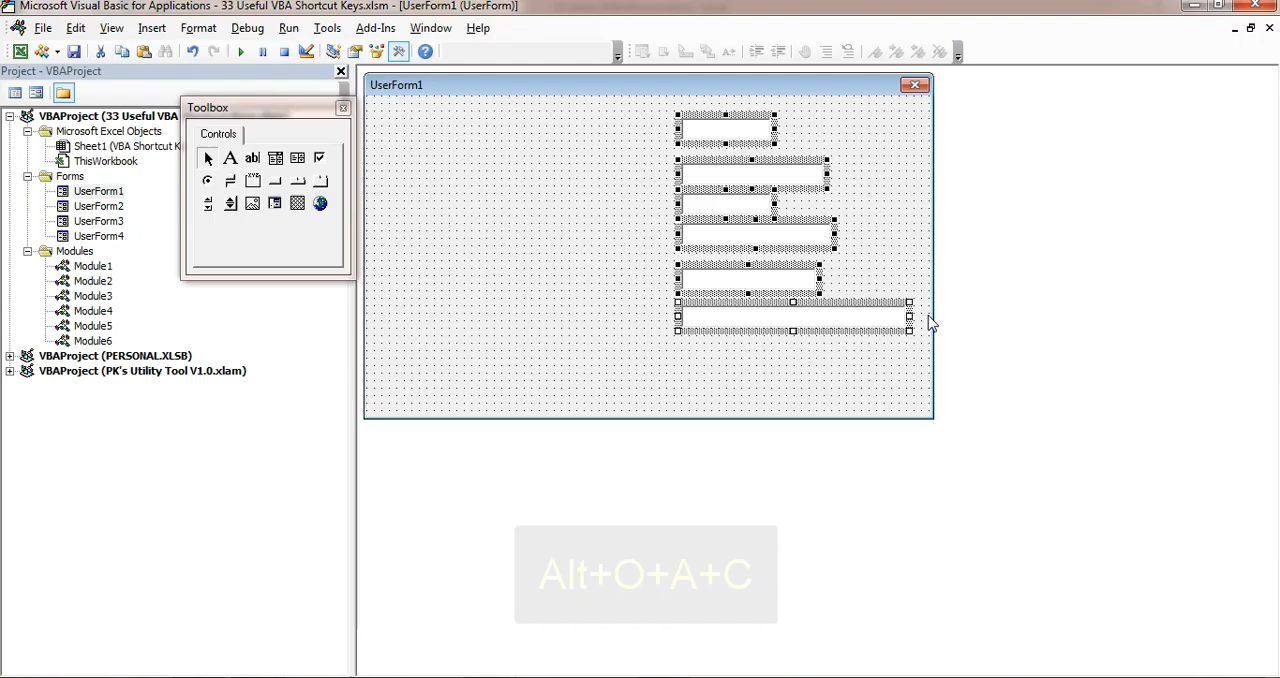 Microsoft Visual Basic for Applications - 33 Useful VBA Shortcut Keys.xlsm - [UserForm1 (UserForm)]
File Edit View Insert Format Debug Run Tools Add-Ins Window Help
Project - VBAProject
VBAProject (33 Useful VBA
Microsoft Excel Objects
Sheet1 (VBA Shortcut K
ThisWorkbook
Forms
UserForm1
UserForm2
UserForm3
UserForm4
Modules
Module1
Module2
Module3
Module4
Module5
Module6
VBAProject (PERSONAL.XLSB)
VBAProject (PK's Utility Tool V1.0.xlam)
Toolbox
Controls
A ab|
UserForm1
Alt+O+A+C